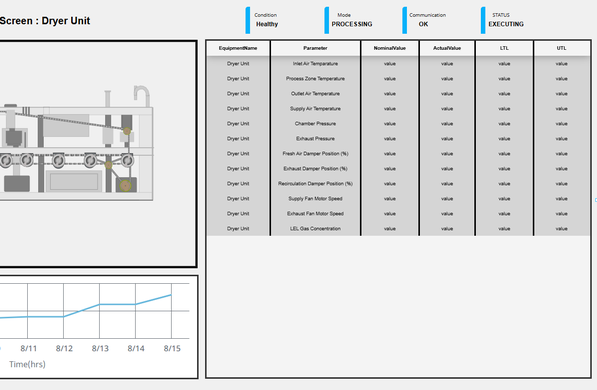 Screen : Dryer Unit
Condition
Healthy
Mode
PROCESSING
Communication
OK
STATUS
EXECUTING
EquipmentName Parameter NominalValue ActualValue LTL UTL
Dryer Unit Inlet Air Temparature value value value value
Dryer Unit Process Zone Temperature value value value value
Dryer Unit Outlet Air Temperature value value value value
Dryer Unit Supply Air Temperature value value value value
Dryer Unit Chamber Pressure value value value value
Dryer Unit Exhaust Pressure value value value value
Dryer Unit Fresh Air Damper Position (%) value value value value
Dryer Unit Exhaust Damper Position (%) value value value value
Dryer Unit Recirculation Damper Position (%) value value value value
Dryer Unit Supply Fan Motor Speed value value value value
Dryer Unit Exhaust Fan Motor Speed value value value value
Dryer Unit LEL Gas Concentration value value value value
8/11 8/12 8/13 8/14 8/15
Time(hrs)